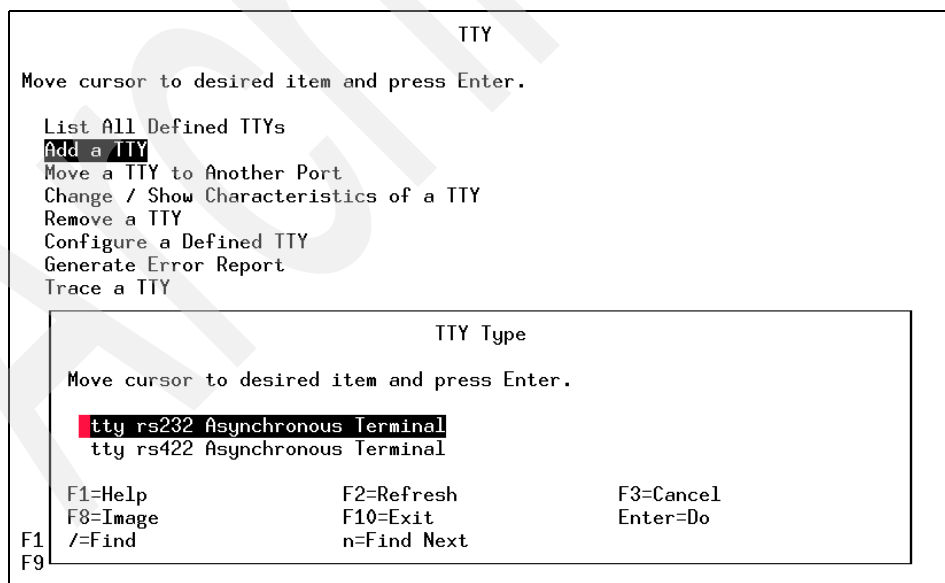 TTY
Move cursor to desired item and press Enter.
List All Defined TTYs
Add a TTY
Move a TTY to Another Port
Change / Show Characteristics of a TTY
Remove a TTY
Configure a Defined TTY
Generate Error Report
Trace a TTY
TTY Type
Move cursor to desired item and press Enter.
tty rs232 Asynchronous Terminal
tty rs422 Asynchronous Terminal
F1=Help F2=Refresh F3=Cancel
F8=Image F10=Exit Enter=Do
F1 /=Find n=Find Next
F9